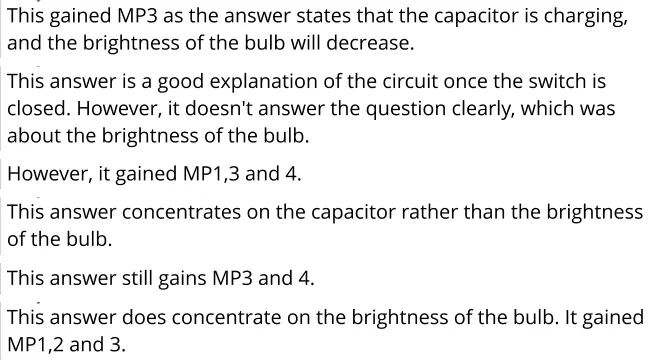 This gained MP3 as the answer states that the capacitor is charging,
and the brightness of the bulb will decrease.
This answer is a good explanation of the circuit once the switch is
closed. However, it doesn't answer the question clearly, which was
about the brightness of the bulb.
However, it gained MP1,3 and 4.
This answer concentrates on the capacitor rather than the brightness
of the bulb.
This answer still gains MP3 and 4.
This answer does concentrate on the brightness of the bulb. It gained
MP1,2 and 3.